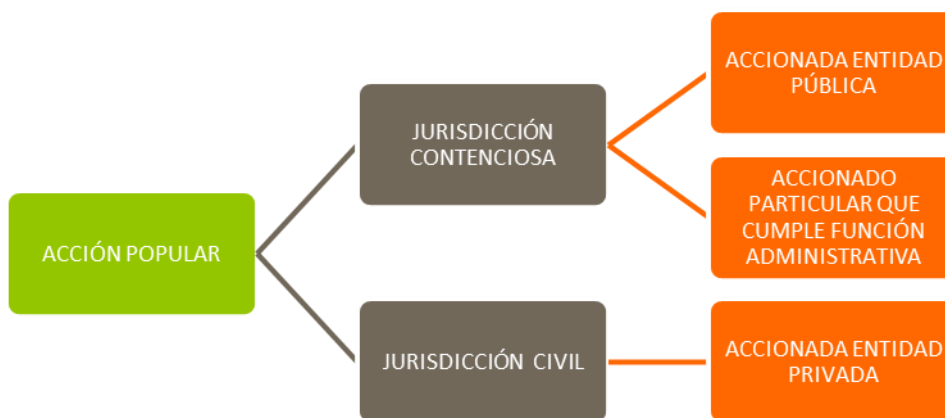 ACCIÓN POPULAR
JURISDICCIÓN
CONTENCIOSA
ACCIONADA ENTIDAD
PÚBLICA
ACCIONADO
PARTICULAR QUE
CUMPLE FUNCIÓN
ADMINISTRATIVA
JURISDICCIÓN CIVIL
ACCIONADA ENTIDAD
PRIVADA